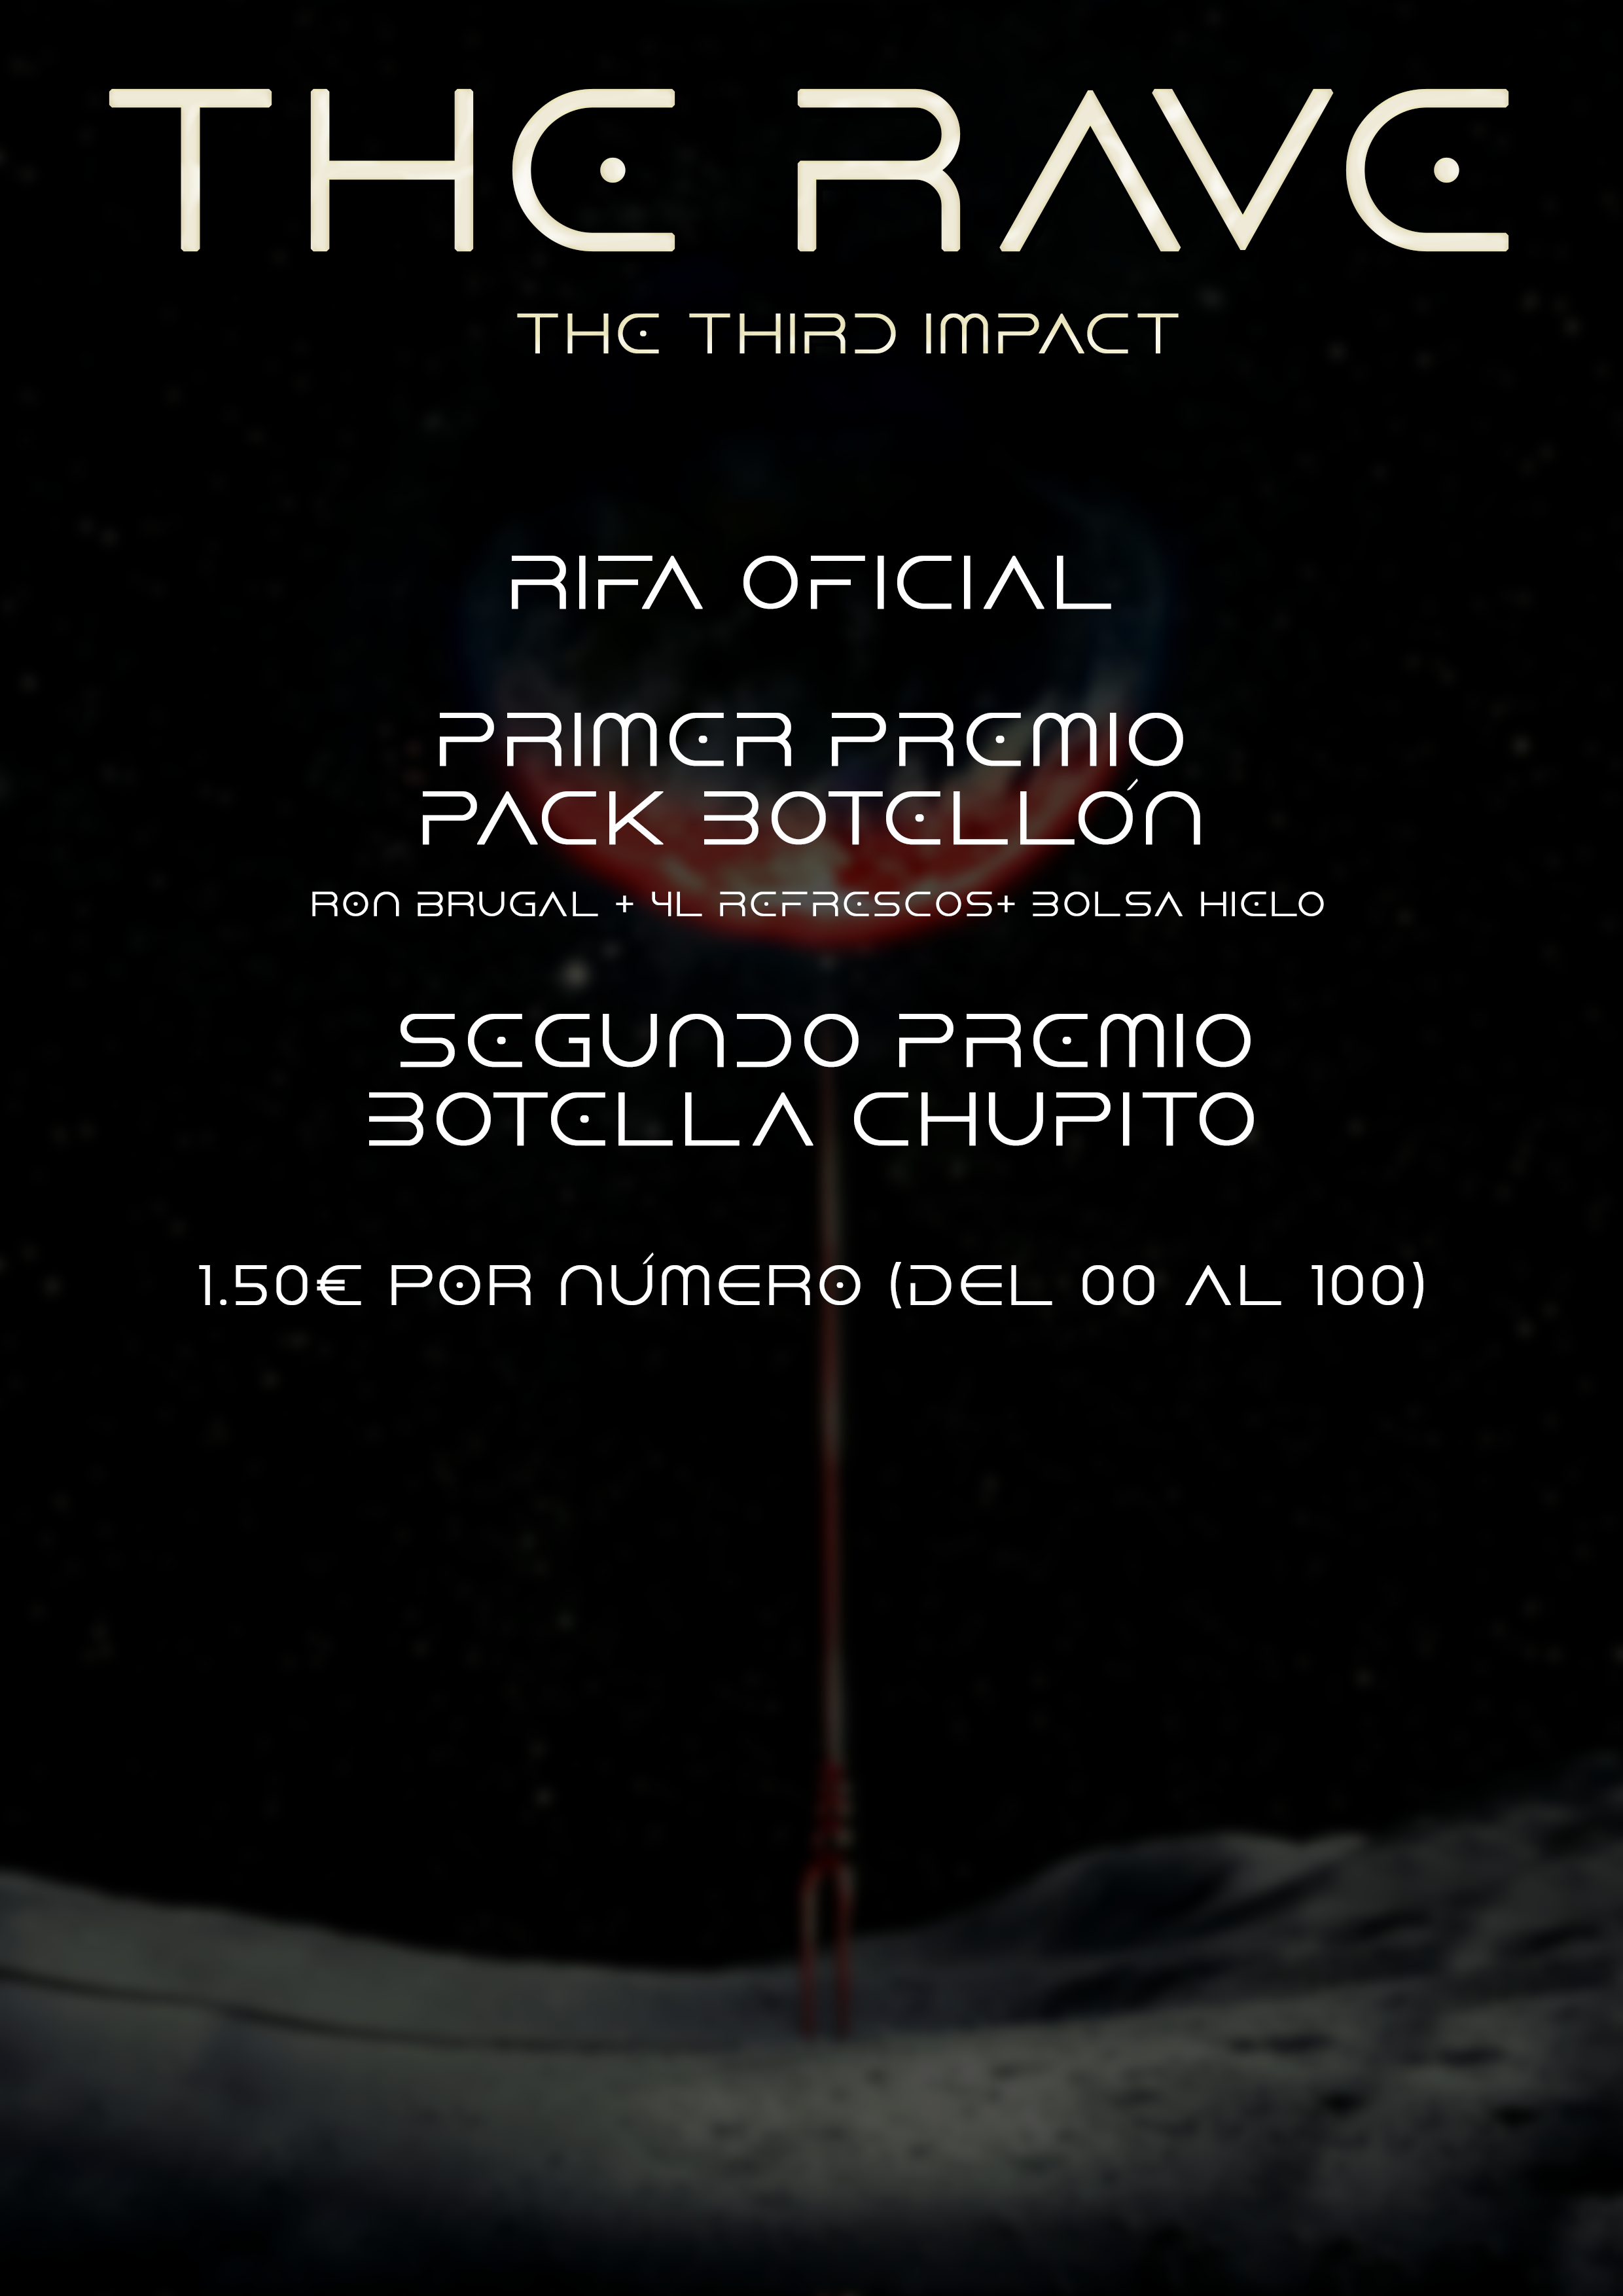 THE RAVE
THE THIRD IMPACT
RIFA OFICIAL
PRIMER PREMIO
PACK BOTELLÓN
RON BRUGAL + 4L REFRESCOS+ BOLSA HIELO
SEGUNDO PREMIO
BOTELLA CHUPITO
1.50€ POR NÚMERO (DEL 00 AL 100)